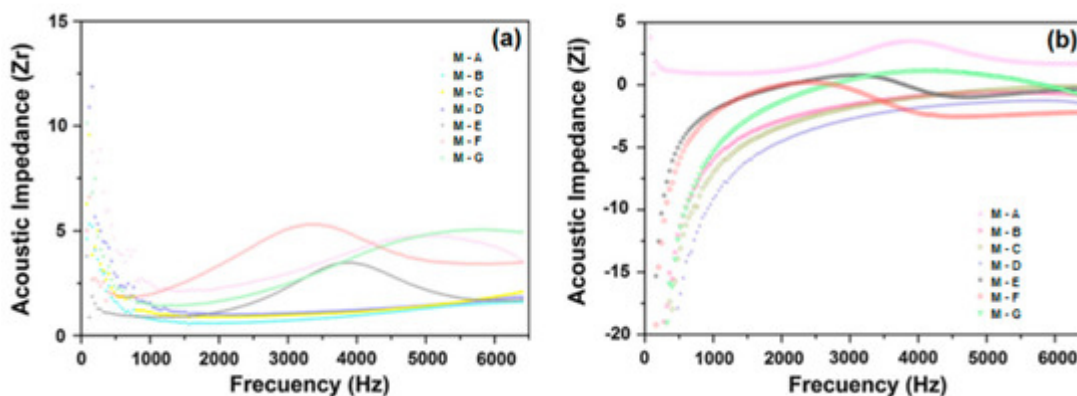 (a)
Acoustic Impedance (Zr)
15
10
5
0
M - A
M - B
M - C
M - D
M - E
M - F
M - G
0 1000 2000 3000 4000 5000 6000
Frecuency (Hz)
(b)
Acoustic Impedance (Zi)
5
0
-5
-10
-15
-20
M - A
M - B
M - C
M - D
M - E
M - F
M - G
0 1000 2000 3000 4000 5000 6000
Frecuency (Hz)